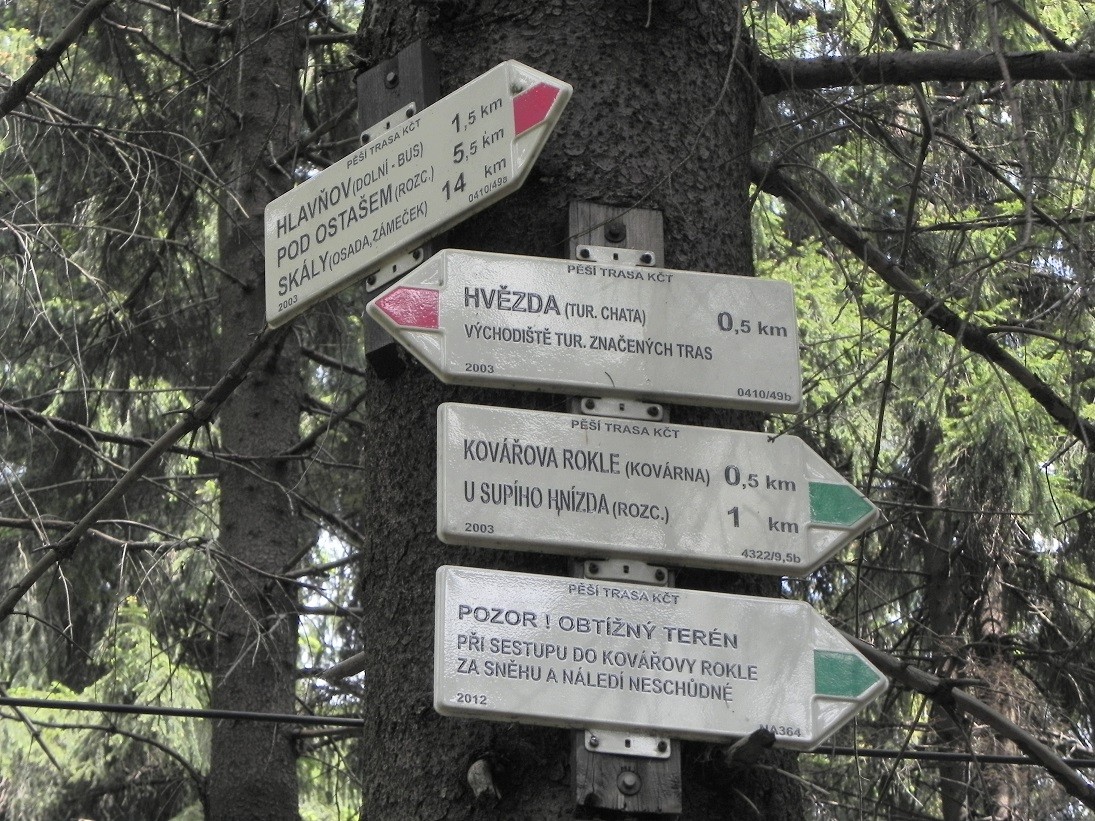 PĚŠÍ TRASA KČT
HLAVŇOV (DOLNÍ - BUS) 1,5 km
POD OSTAŠEM (ROZC.) 5,5 km
SKÁLY (OSADA, ZÁMEČEK) 14 km
2003 0410/49b
PĚŠÍ TRASA KČT
HVĚZDA (TUR. CHATA) 0,5 km
VÝCHODIŠTĚ TUR. ZNAČENÝCH TRAS
2003 0410/49b
PĚŠÍ TRASA KČT
KOVÁŘOVA ROKLE (KOVÁRNA) 0,5 km
U SUPÍHO HNÍZDA (ROZC.) 1 km
2003 4322/9,5b
PĚŠÍ TRASA KČT
POZOR ! OBTÍŽNÝ TERÉN
PŘI SESTUPU DO KOVÁŘOVY ROKLE
ZA SNĚHU A NÁLEDÍ NESCHŮDNÉ
2012 NA364